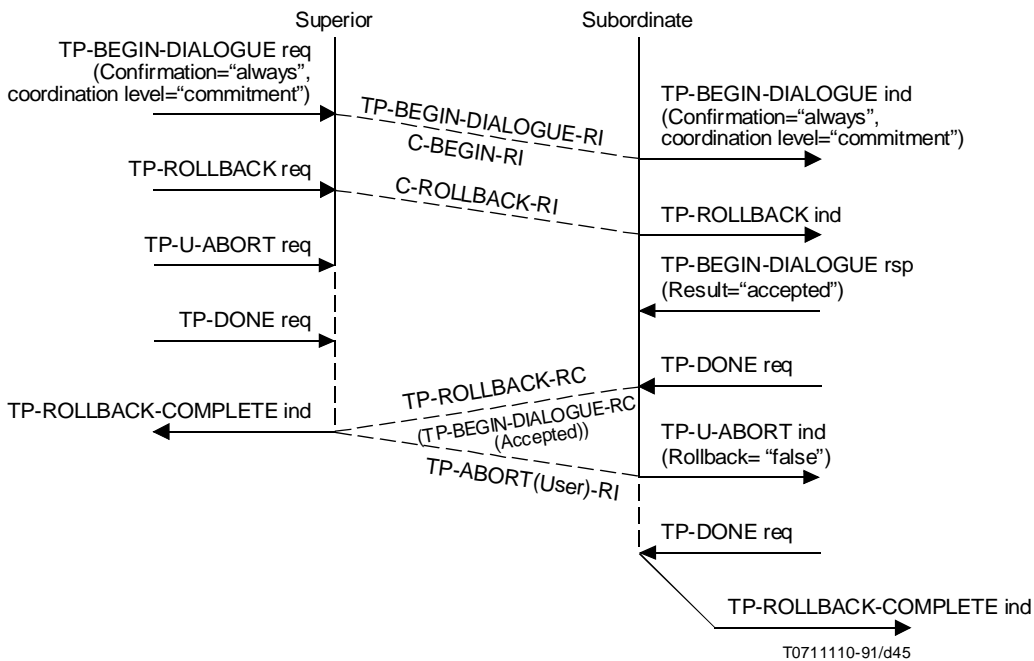 Superior
Subordinate
TP-BEGIN-DIALOGUE req
(Confirmation=“always”,
coordination level=“commitment”)
TP-BEGIN-DIALOGUE-RI
C-BEGIN-RI
TP-BEGIN-DIALOGUE ind
(Confirmation=“always”,
coordination level=“commitment”)
TP-ROLLBACK req
C-ROLLBACK-RI
TP-ROLLBACK ind
TP-U-ABORT req
TP-BEGIN-DIALOGUE rsp
(Result=“accepted”)
TP-DONE req
TP-DONE req
TP-ROLLBACK-RC
TP-ROLLBACK-COMPLETE ind
(TP-BEGIN-DIALOGUE-RC
(Accepted))
TP-U-ABORT ind
(Rollback= “false”)
TP-ABORT(User)-RI
TP-DONE req
TP-ROLLBACK-COMPLETE ind
T0711110-91/d45